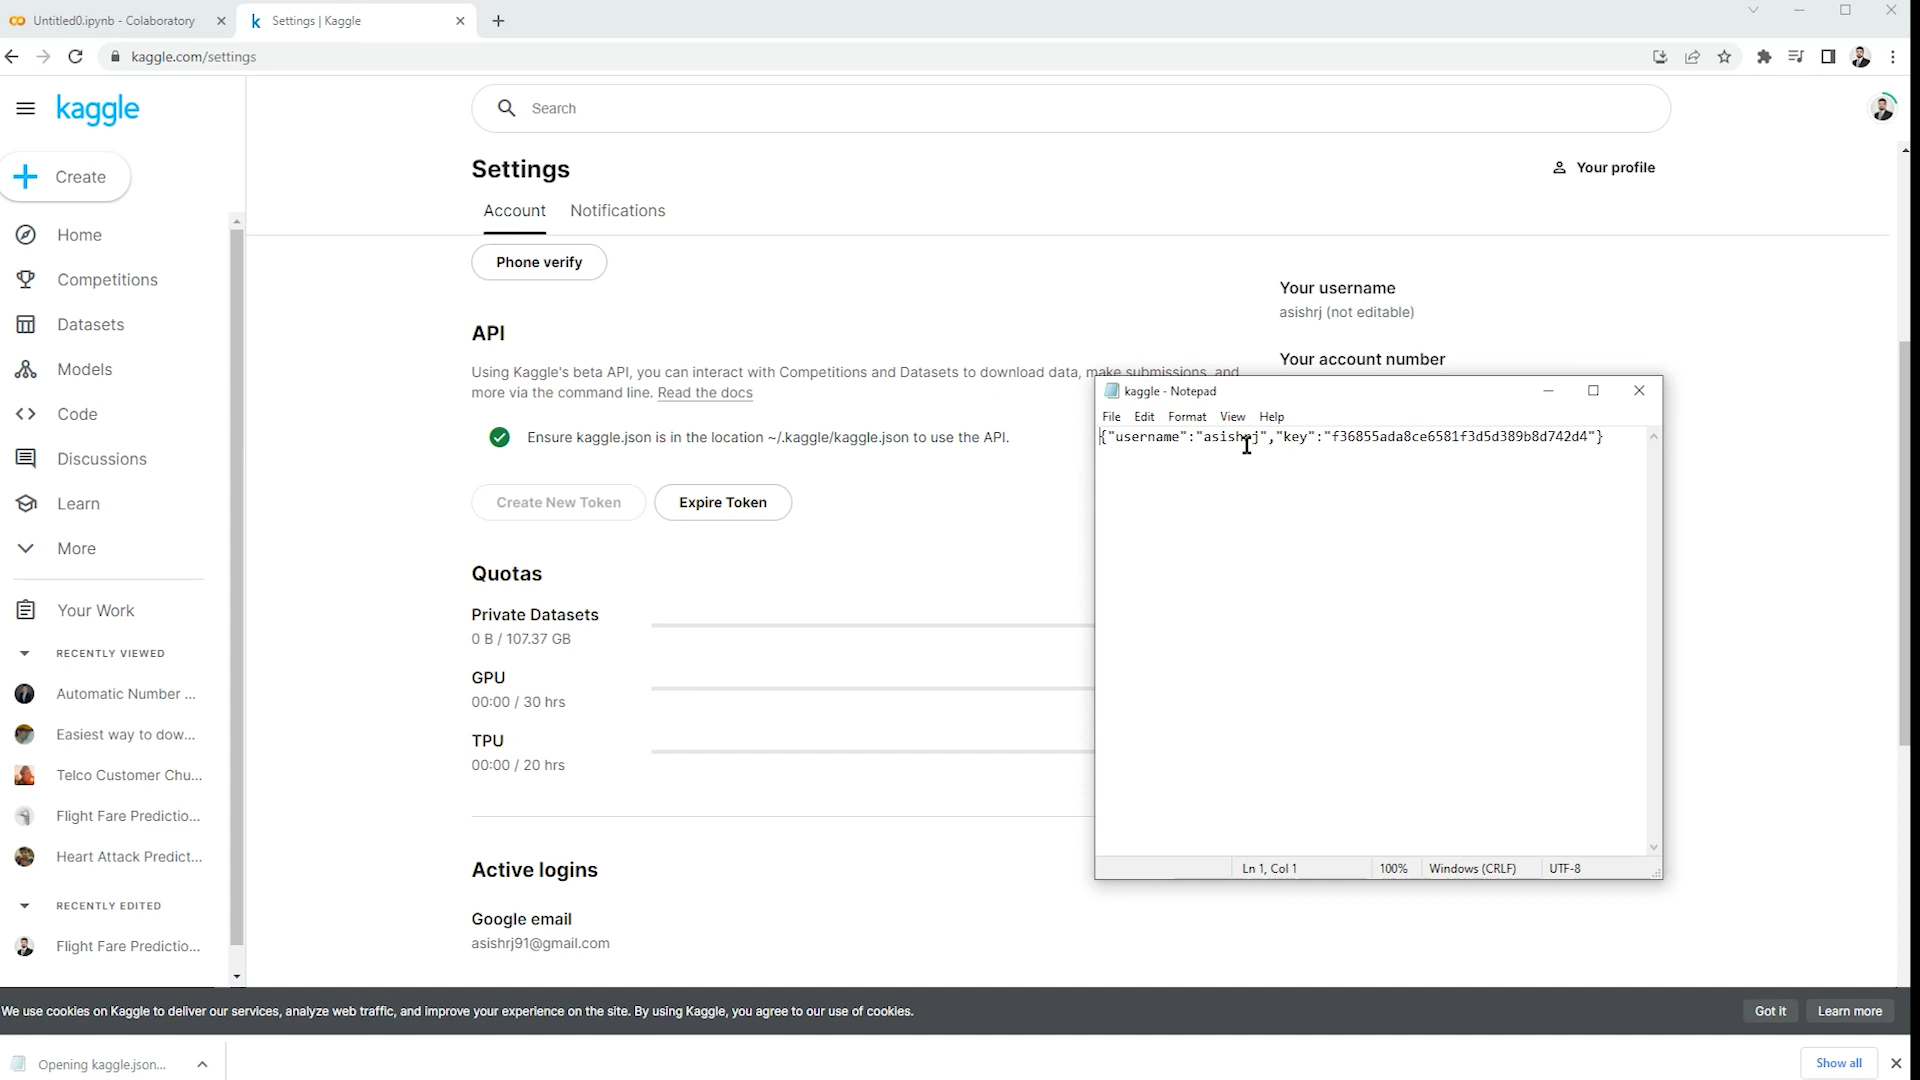 Untitled0.ipynb - Colaboratory
Settings | Kaggle
kaggle.com/settings
kaggle
Search
Create
Settings
Your profile
Account
Notifications
Home
Competitions
Datasets
Models
Code
Discussions
Learn
More
Your Work
RECENTLY VIEWED
Automatic Number ...
Easiest way to dow...
Telco Customer Chu...
Flight Fare Predictio...
Heart Attack Predict...
RECENTLY EDITED
Flight Fare Predictio...
Phone verify
Your username
asishrj (not editable)
Your account number
API
Using Kaggle's beta API, you can interact with Competitions and Datasets to download data, make submissions, and
more via the command line. Read the docs
Ensure kaggle.json is in the location ~/.kaggle/kaggle.json to use the API.
Create New Token
Expire Token
Quotas
Private Datasets
0 B / 107.37 GB
GPU
00:00 / 30 hrs
TPU
00:00 / 20 hrs
Active logins
Google email
asishrj91@gmail.com
kaggle - Notepad
File Edit Format View Help
{"username":"asishrj","key":"f36855ada8ce6581f3d5d389b8d742d4"}
Ln 1, Col 1
100%
Windows (CRLF)
UTF-8
We use cookies on Kaggle to deliver our services, analyze web traffic, and improve your experience on the site. By using Kaggle, you agree to our use of cookies.
Got it
Learn more
Opening kaggle.json...
Show all